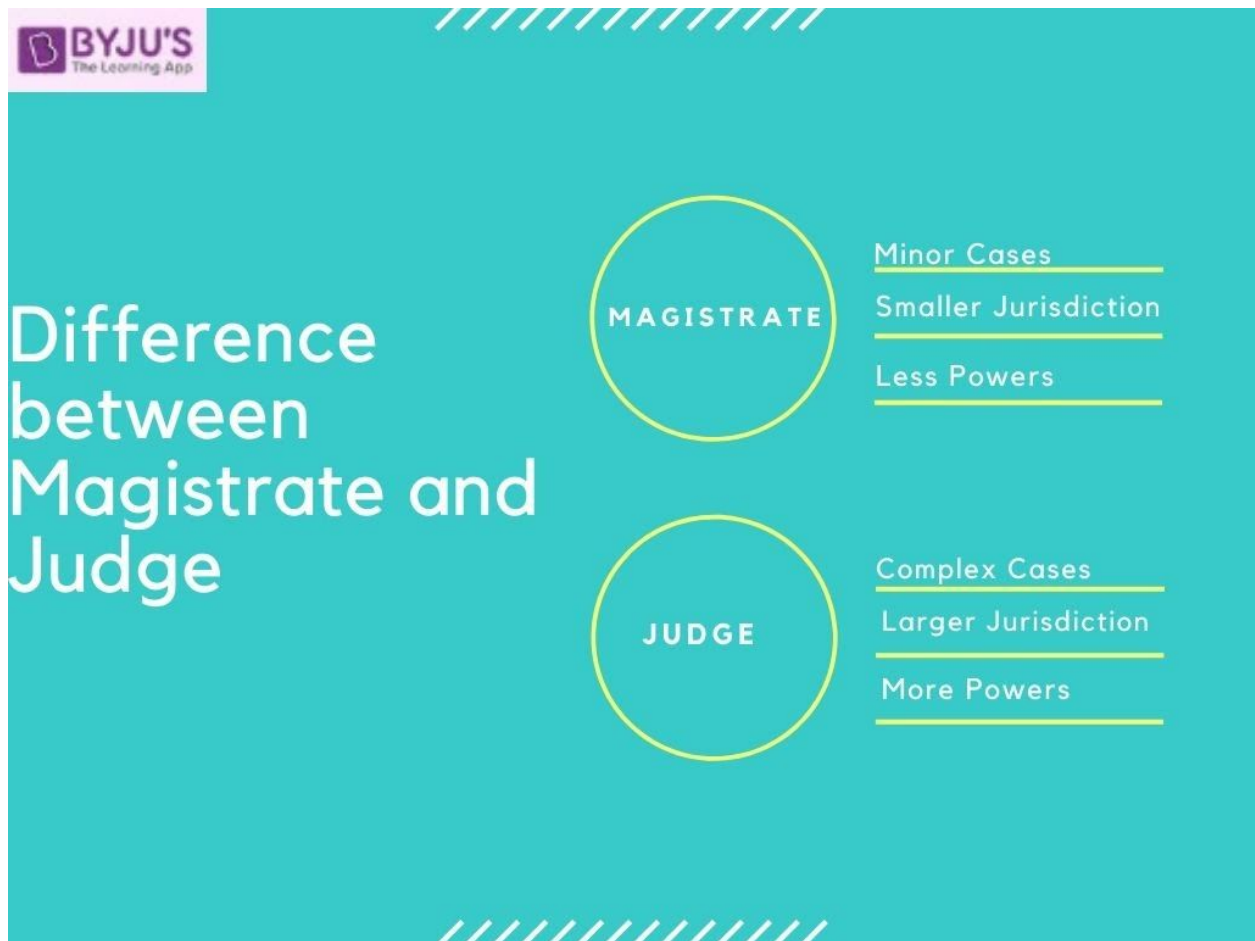 BYJU'S
The Learning App
Difference
between
Magistrate and
Judge
MAGISTRATE
Minor Cases
Smaller Jurisdiction
Less Powers
JUDGE
Complex Cases
Larger Jurisdiction
More Powers